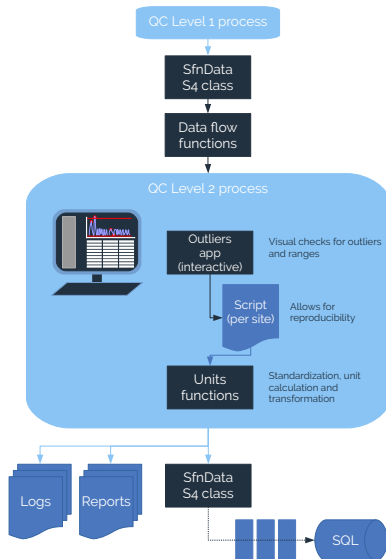 QC Level 1 process
SfnData
S4 class
Data flow
functions
QC Level 2 process
Outliers
app
(interactive)
Visual checks for outliers
and ranges
Script
(per site)
Allows for
reproducibility
Units
functions
Standardization, unit
calculation and
transformation
Logs
Reports
SfnData
S4 class
SQL